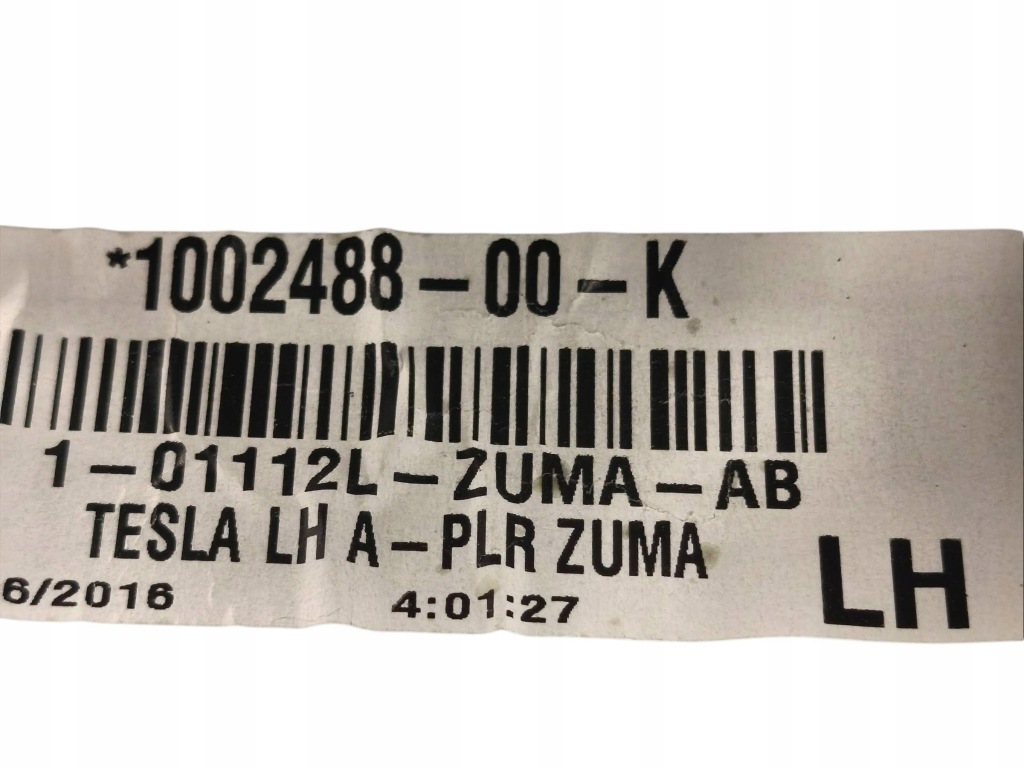 *1002488-00-K
1-01112L-ZUMA-AB
TESLA LH A-PLR ZUMA
LH
6/2016 4:01:27